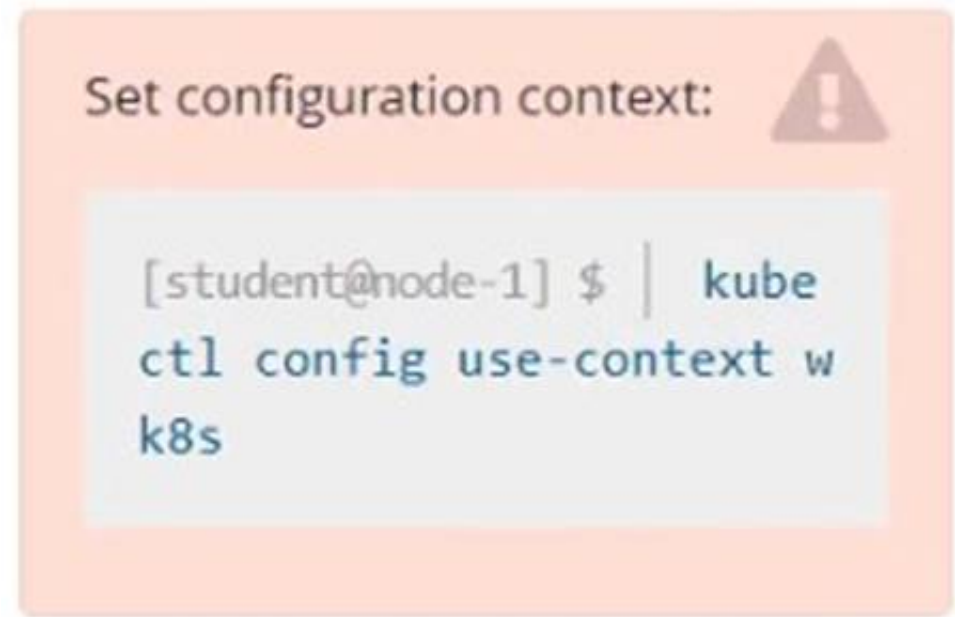 Set configuration context:
[student@node-1] $ | kube
ctl config use-context w
k8s